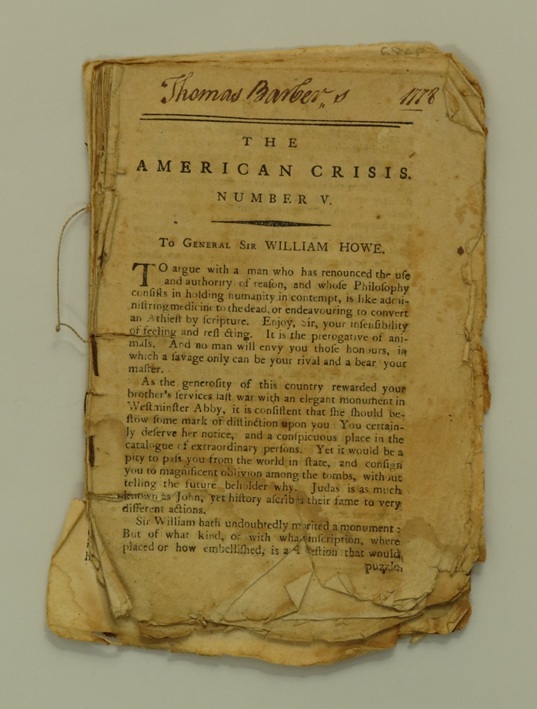 Thomas Barber,,s 1778
THE
AMERICAN CRISIS.
NUMBER V.
To General Sir WILLIAM HOWE.
TO argue with a man who has renounced the use
and authority of reason, and whose Philosophy
consists in holding humanity in contempt, is like admi-
nistring medicine to the dead, or endeavouring to convert
an Athiest by scripture. Enjoy, Sir, your insensibility
of feeling and refl cting. It is the prerogative of ani-
mals. And no man will envy you those honours, in
which a savage only can be your rival and a bear your
master.
As the generosity of this country rewarded your
brother's services last war with an elegant monument in
Westminster Abby, it is consistent that she should be-
stow some mark of distinction upon you You certain-
ly deserve her notice, and a conspicuous place in the
catalogue of extraordinary persons. Yet it would be a
pity to pass you from the world in state, and consign
you to magnificent oblivion among the tombs, without
telling the future beholder why. Judas is as much
known as John, yet history ascribes their fame to very
different actions.
Sir William hath undoubtedly merited a monument:
But of what kind, or with what inscription, where
placed or how embellished, is a question that would
puzzle